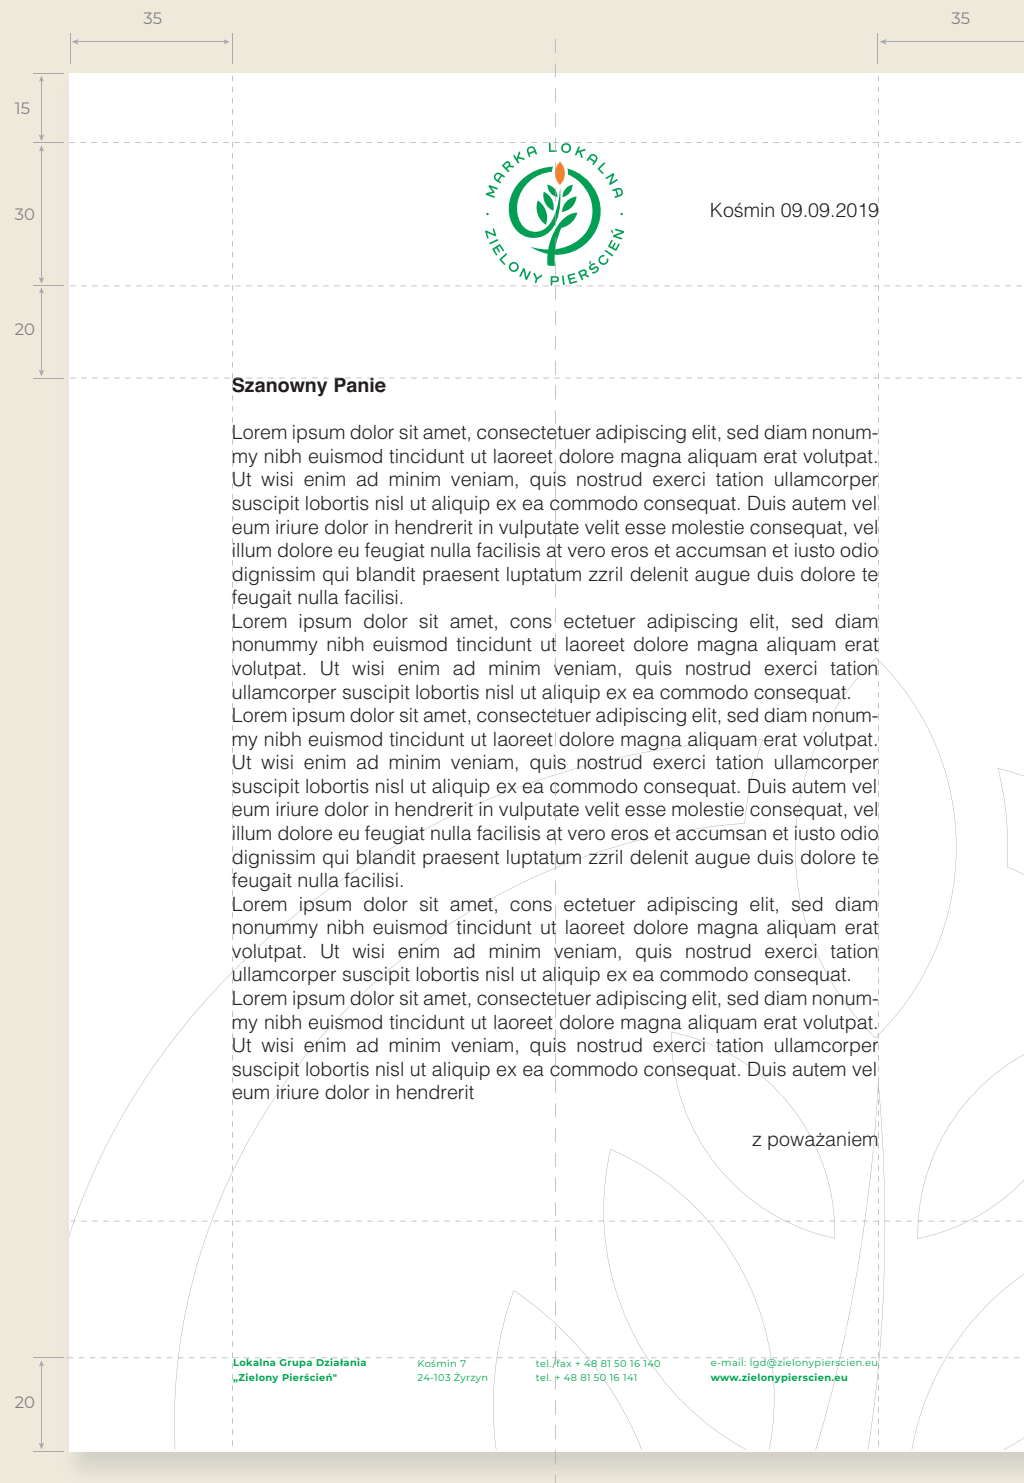 35
35
15
30
20
MARKA LOKALNA
· ZIELONY PIERŚCIEŃ ·
Kośmin 09.09.2019
Szanowny Panie
Lorem ipsum dolor sit amet, consectetuer adipiscing elit, sed diam nonum-
my nibh euismod tincidunt ut laoreet dolore magna aliquam erat volutpat.
Ut wisi enim ad minim veniam, quis nostrud exerci tation ullamcorper
suscipit lobortis nisl ut aliquip ex ea commodo consequat. Duis autem vel
eum iriure dolor in hendrerit in vulputate velit esse molestie consequat, vel
illum dolore eu feugiat nulla facilisis at vero eros et accumsan et iusto odio
dignissim qui blandit praesent luptatum zzril delenit augue duis dolore te
feugait nulla facilisi.
Lorem ipsum dolor sit amet, cons ectetuer adipiscing elit, sed diam
nonummy nibh euismod tincidunt ut laoreet dolore magna aliquam erat
volutpat. Ut wisi enim ad minim veniam, quis nostrud exerci tation
ullamcorper suscipit lobortis nisl ut aliquip ex ea commodo consequat.
Lorem ipsum dolor sit amet, consectetuer adipiscing elit, sed diam nonum-
my nibh euismod tincidunt ut laoreet dolore magna aliquam erat volutpat.
Ut wisi enim ad minim veniam, quis nostrud exerci tation ullamcorper
suscipit lobortis nisl ut aliquip ex ea commodo consequat. Duis autem vel
eum iriure dolor in hendrerit in vulputate velit esse molestie consequat, vel
illum dolore eu feugiat nulla facilisis at vero eros et accumsan et iusto odio
dignissim qui blandit praesent luptatum zzril delenit augue duis dolore te
feugait nulla facilisi.
Lorem ipsum dolor sit amet, cons ectetuer adipiscing elit, sed diam
nonummy nibh euismod tincidunt ut laoreet dolore magna aliquam erat
volutpat. Ut wisi enim ad minim veniam, quis nostrud exerci tation
ullamcorper suscipit lobortis nisl ut aliquip ex ea commodo consequat.
Lorem ipsum dolor sit amet, consectetuer adipiscing elit, sed diam nonum-
my nibh euismod tincidunt ut laoreet dolore magna aliquam erat volutpat.
Ut wisi enim ad minim veniam, quis nostrud exerci tation ullamcorper
suscipit lobortis nisl ut aliquip ex ea commodo consequat. Duis autem vel
eum iriure dolor in hendrerit
z poważaniem
Lokalna Grupa Działania
„Zielony Pierścień"
Kośmin 7
24-103 Żyrzyn
tel./fax + 48 81 50 16 140
tel. + 48 81 50 16 141
e-mail: lgd@zielonypierscien.eu
www.zielonypierscien.eu
20